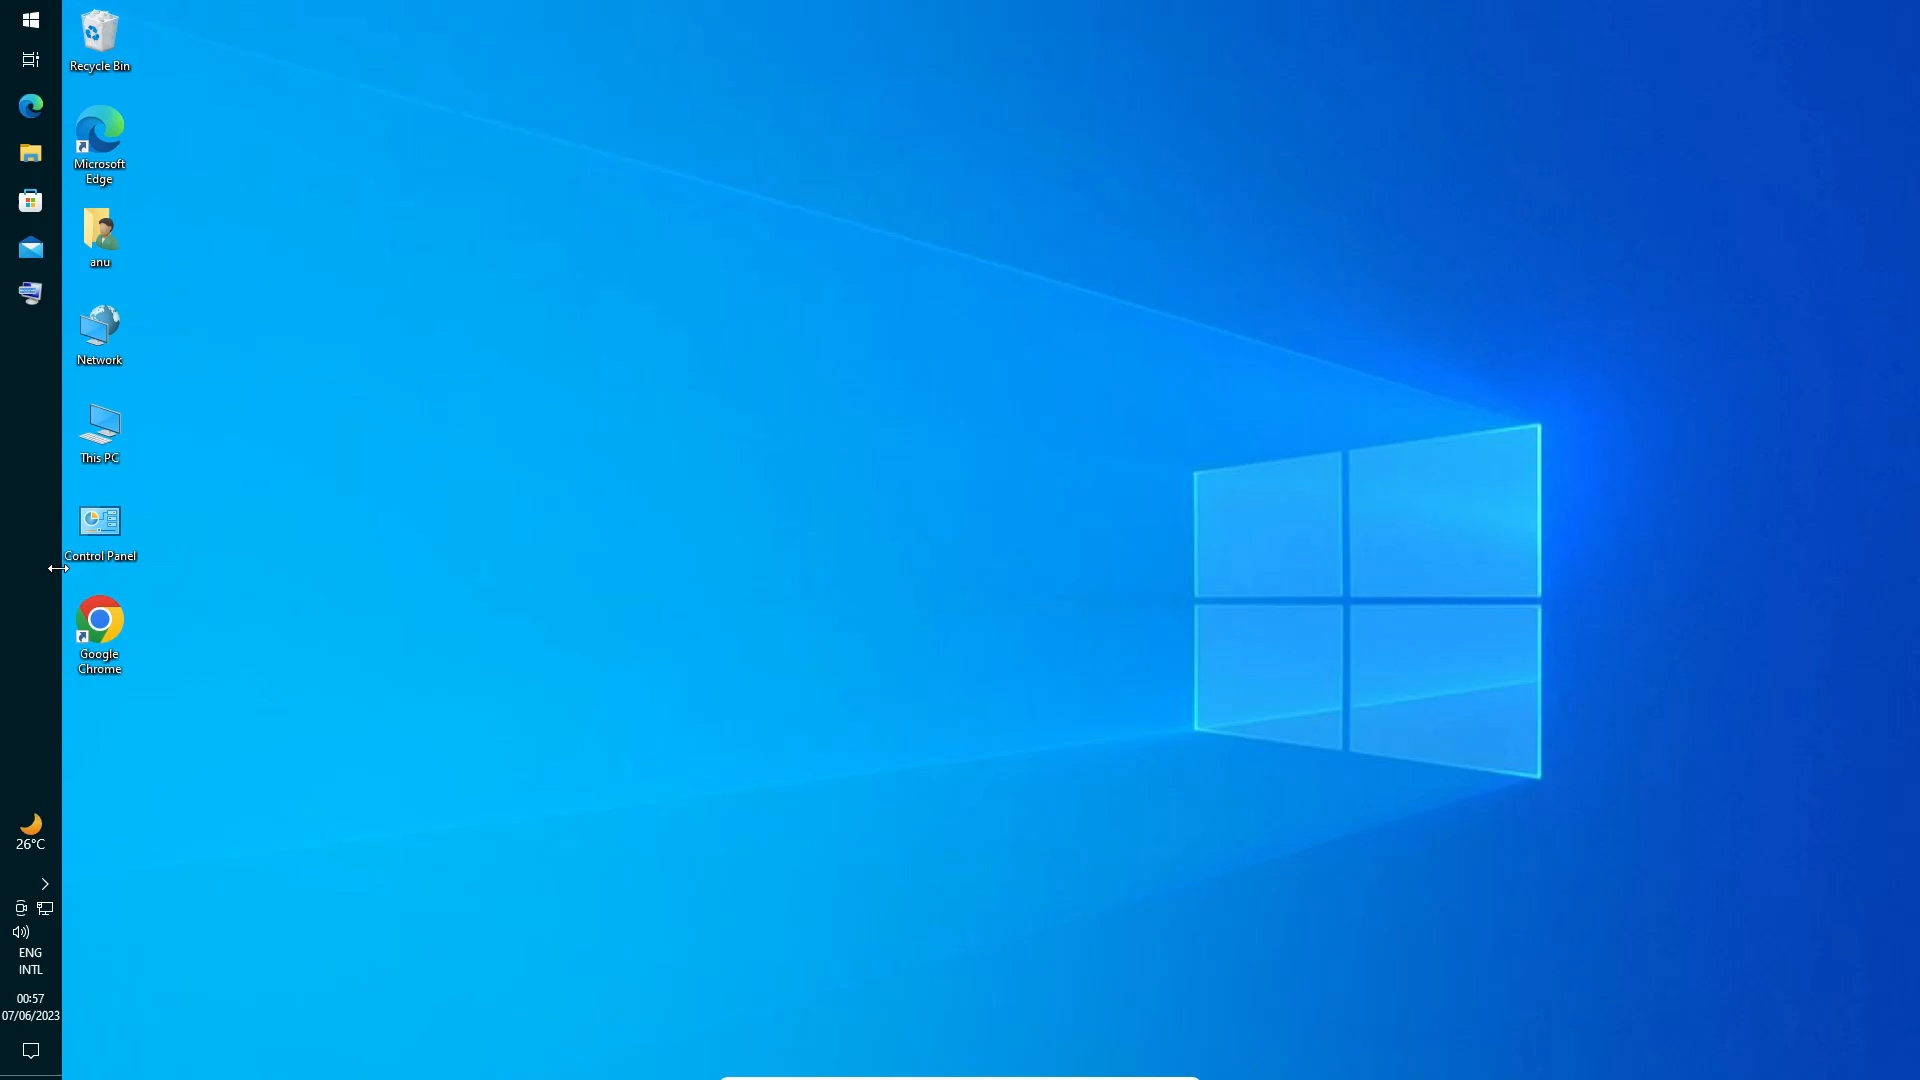 Recycle Bin
Microsoft
Edge
anu
Network
This PC
Control Panel
Google
Chrome
26°C
ENG
INTL
00:57
07/06/2023